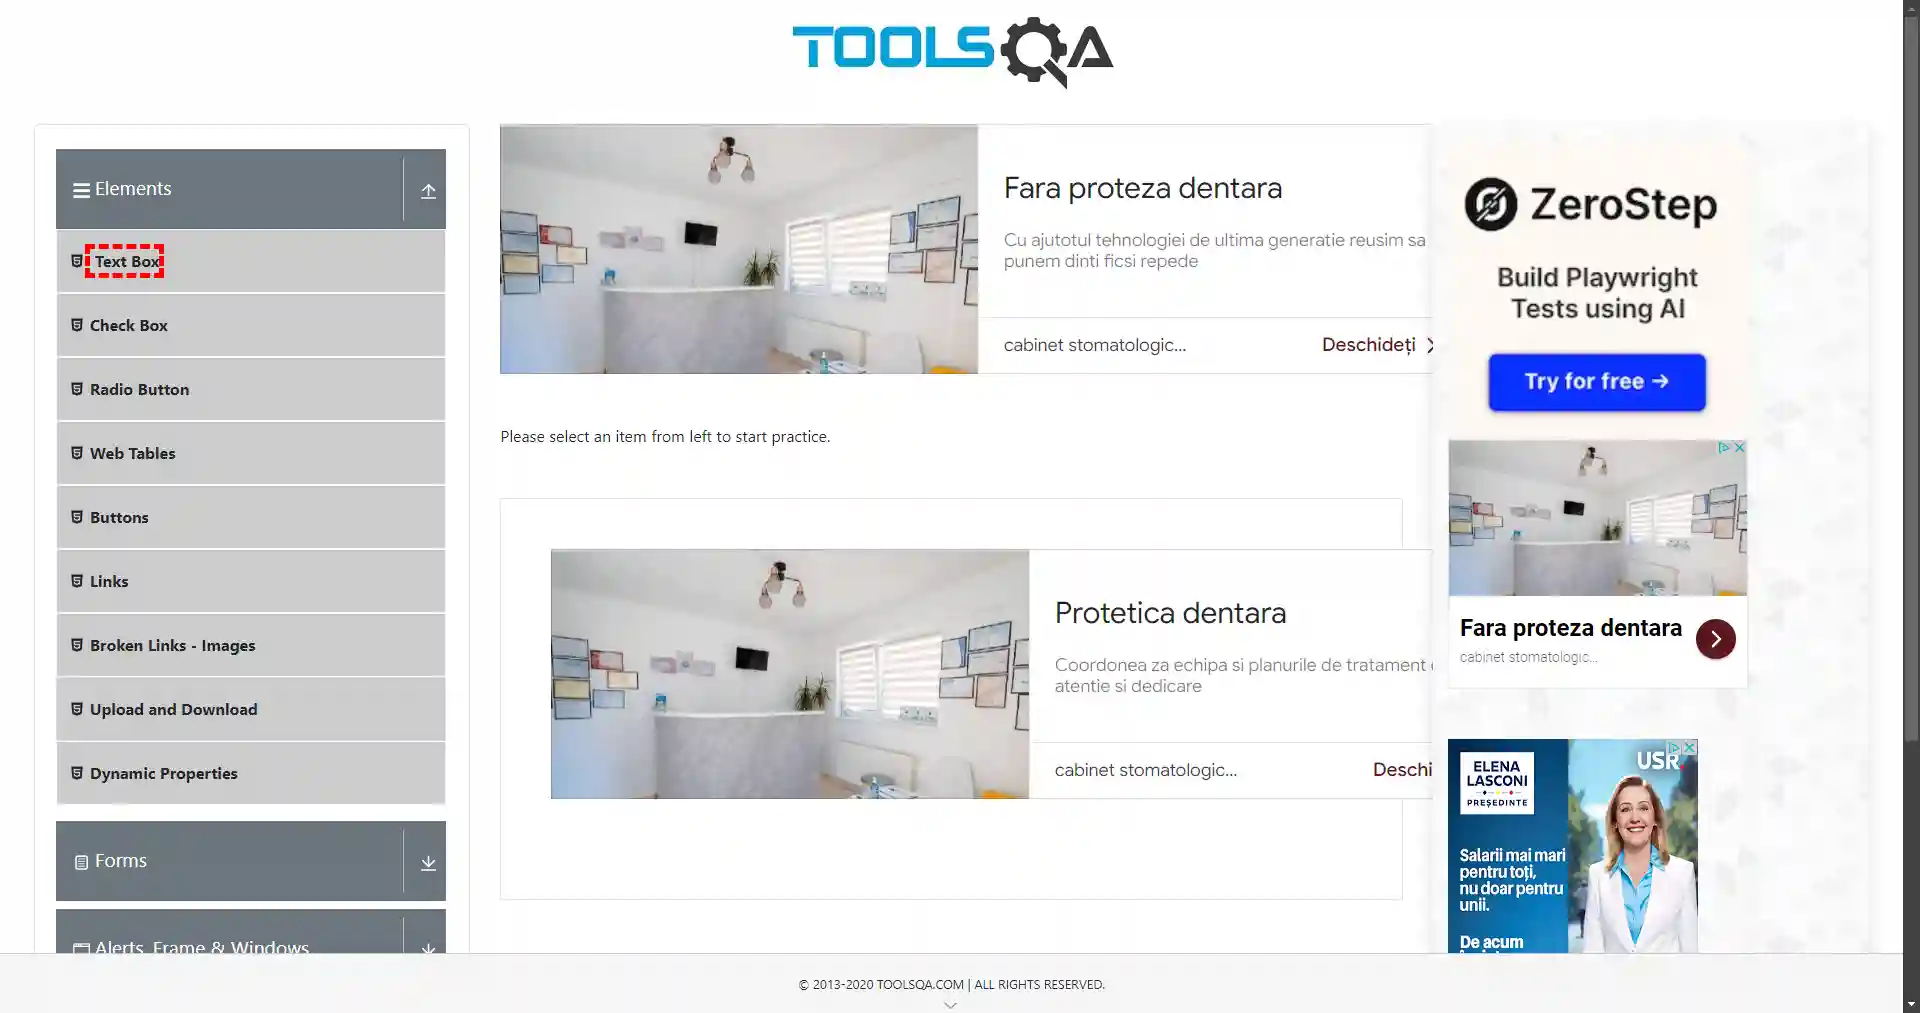 TOOLSQA
Elements
Text Box
Check Box
Radio Button
Web Tables
Buttons
Links
Broken Links - Images
Upload and Download
Dynamic Properties
Forms
Alerts, Frame & Windows
Fara proteza dentara
Cu ajutotul tehnologiei de ultima generatie reusim sa
punem dinti ficsi repede
cabinet stomatologic...
Deschideți
Please select an item from left to start practice.
Protetica dentara
Coordonea za echipa si planurile de tratament
atentie si dedicare
cabinet stomatologic...
Deschi
ZeroStep
Build Playwright
Tests using AI
Try for free →
Fara proteza dentara
cabinet stomatologic...
ELENA
LASCONI
PREȘEDINTE
USR
Salarii mai mari
pentru toți,
nu doar pentru
unii.
De acum
© 2013-2020 TOOLSQA.COM | ALL RIGHTS RESERVED.